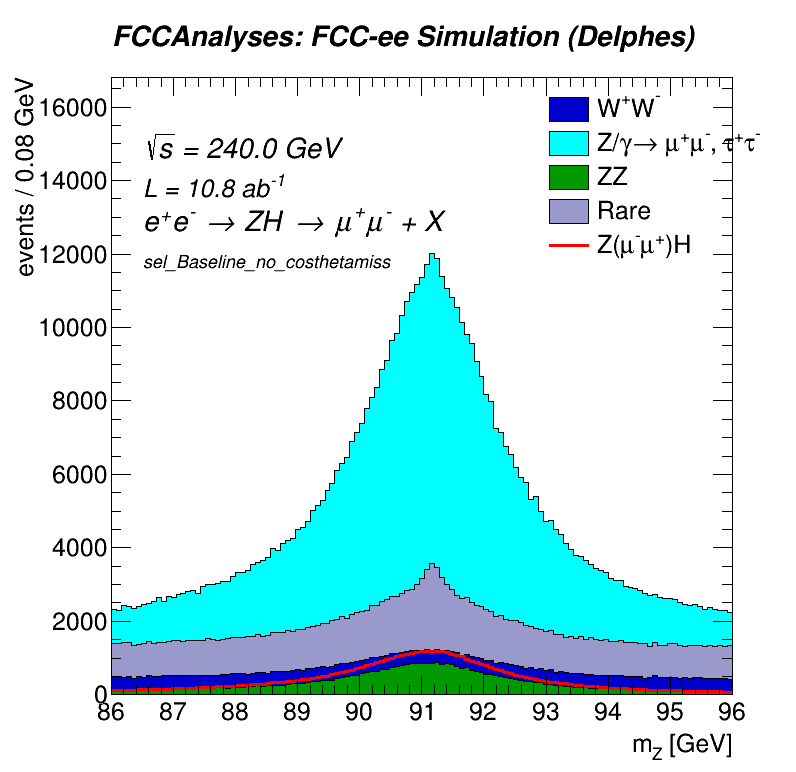 FCCAnalyses: FCC-ee Simulation (Delphes)
events / 0.08 GeV
16000
14000
12000
10000
8000
6000
4000
2000
0
√s = 240.0 GeV
L = 10.8 ab⁻¹
e⁺e⁻ → ZH → μ⁺μ⁻ + X
sel_Baseline_no_costhetamiss
W⁺W⁻
Z/γ→ μ⁺μ⁻, τ⁺τ⁻
ZZ
Rare
Z(μ⁻μ⁺)H
86 87 88 89 90 91 92 93 94 95 96
m_Z [GeV]